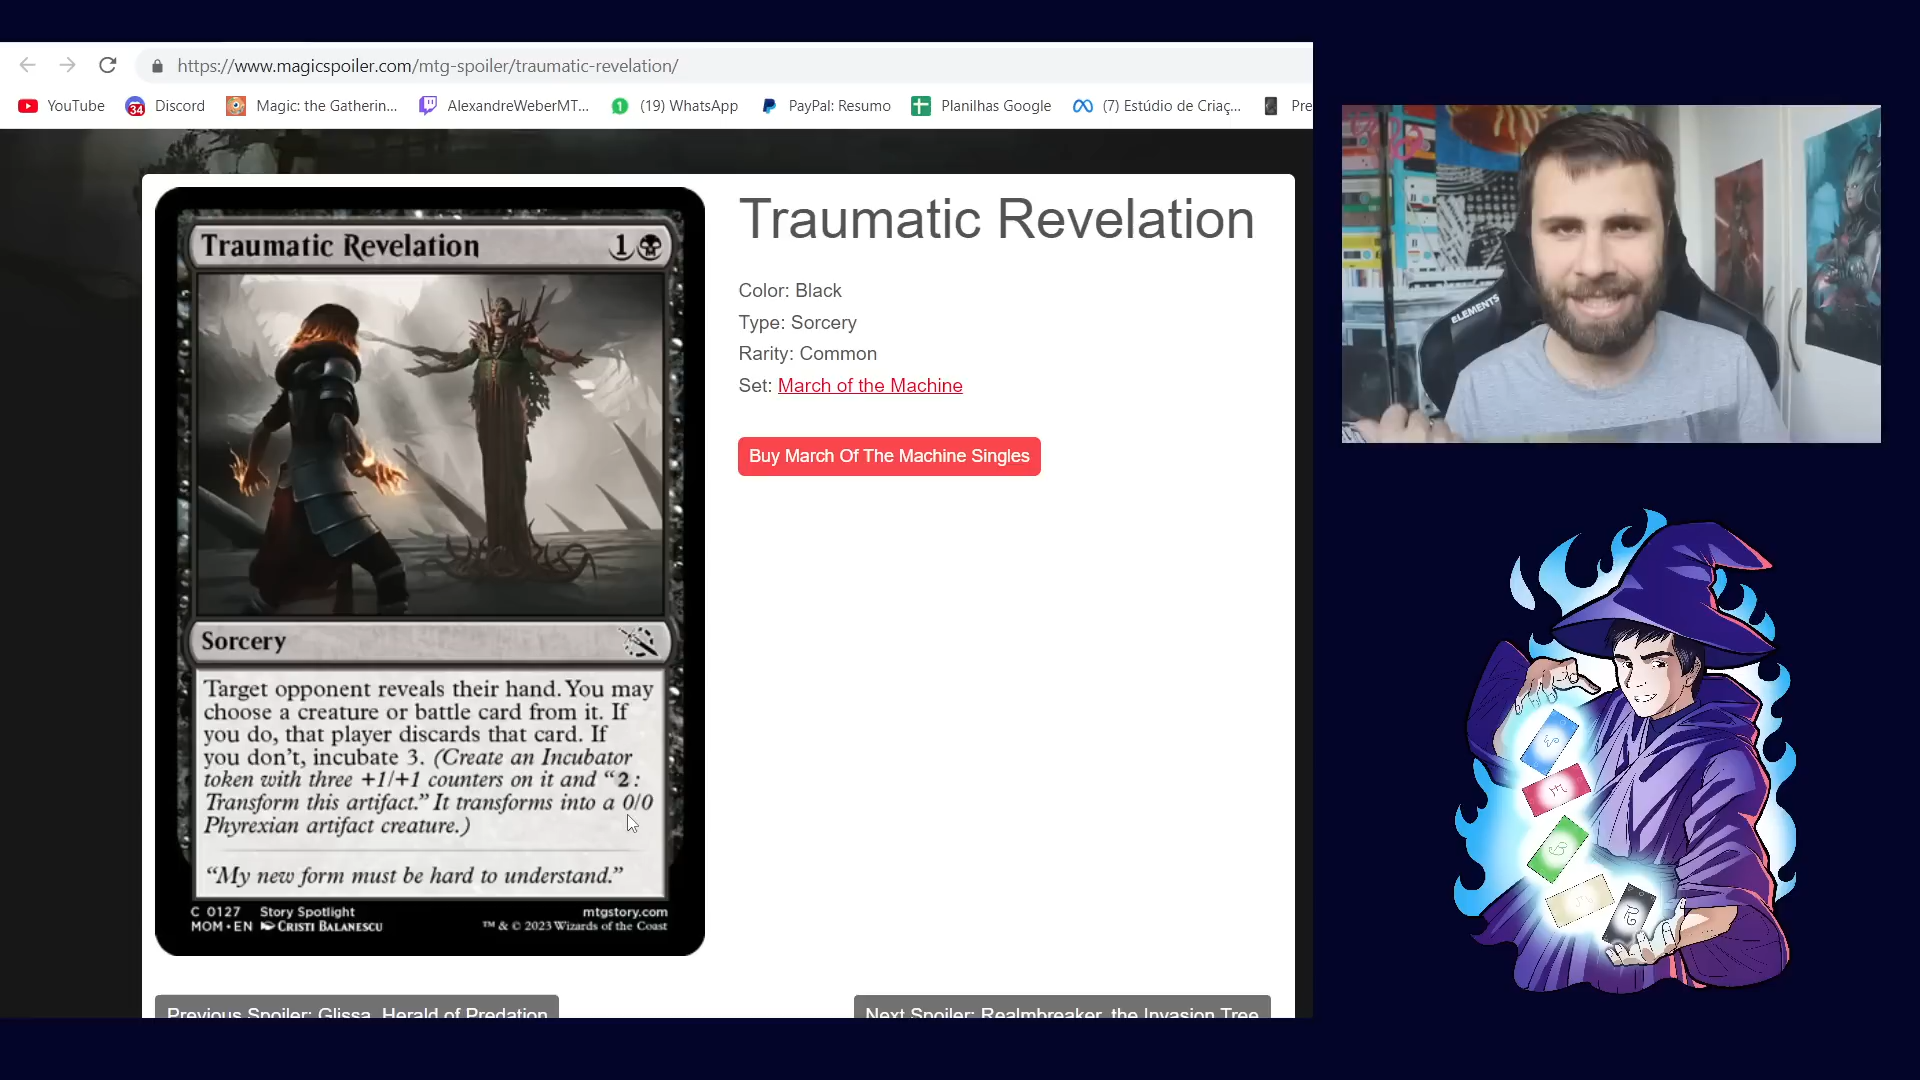 https://www.magicspoiler.com/mtg-spoiler/traumatic-revelation/
YouTube
34
Discord
Magic: the Gatherin...
AlexandreWeberMT...
1
(19) WhatsApp
PayPal: Resumo
Planilhas Google
(7) Estúdio de Criaç...
Pre
Traumatic Revelation
1
Sorcery
Target opponent reveals their hand. You may
choose a creature or battle card from it. If
you do, that player discards that card. If
you don't, incubate 3. (Create an Incubator
token with three +1/+1 counters on it and “2:
Transform this artifact.” It transforms into a 0/0
Phyrexian artifact creature.)
“My new form must be hard to understand.”
C 0127 Story Spotlight
mtgstory.com
MOM • EN CRISTI BALANESCU
™ & © 2023 Wizards of the Coast
Traumatic Revelation
Color: Black
Type: Sorcery
Rarity: Common
Set: March of the Machine
Buy March Of The Machine Singles
Previous Spoiler: Glissa, Herald of Predation
Next Spoiler: Realmbreaker, the Invasion Tree
ELEMENTS